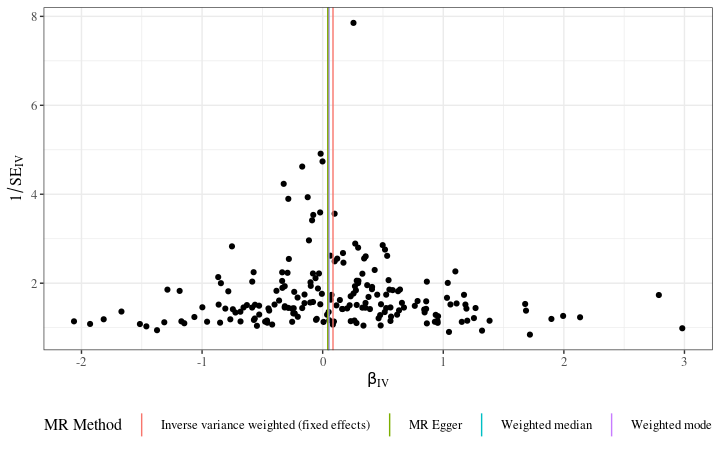 8
6
4
2
1/SE_IV
-2
-1
0
1
2
3
β_IV
MR Method
Inverse variance weighted (fixed effects)
MR Egger
Weighted median
Weighted mode